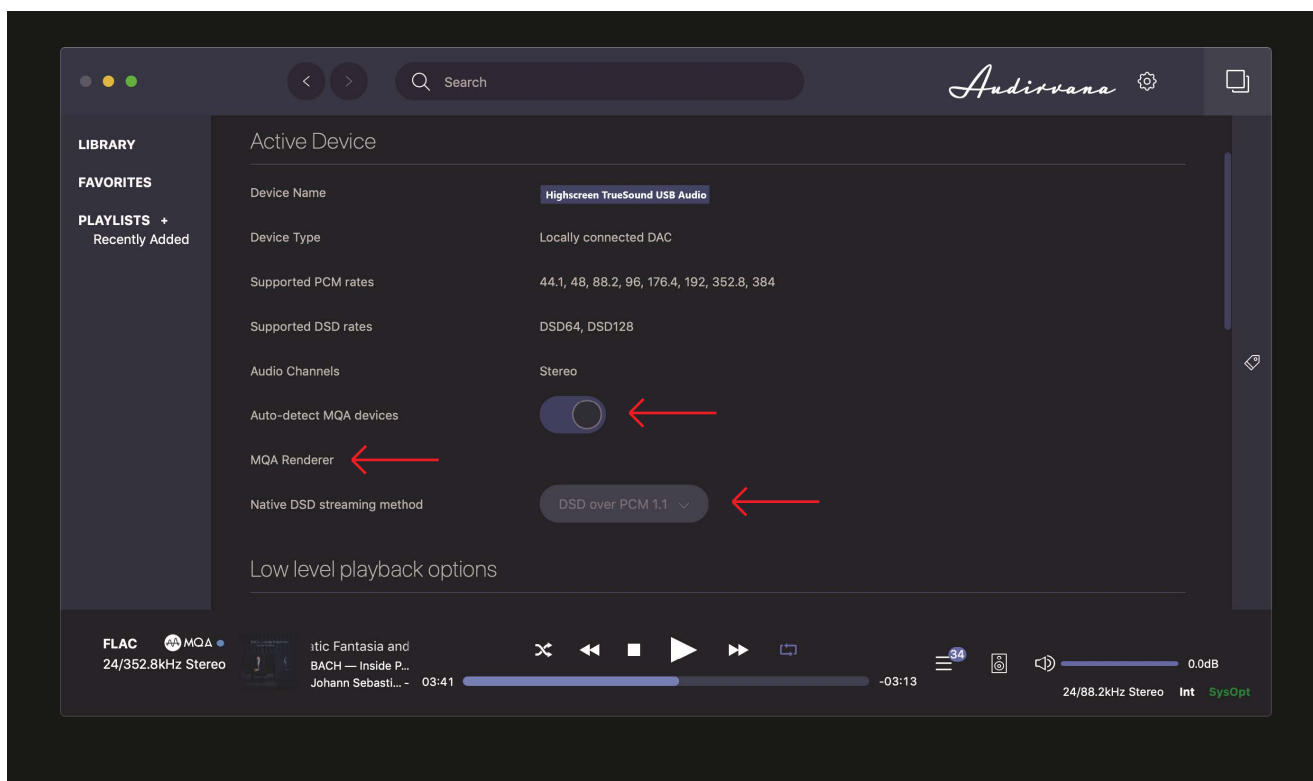 Search
Audirvana
LIBRARY
FAVORITES
PLAYLISTS +
Recently Added
Active Device
Device Name
Highscreen TrueSound USB Audio
Device Type
Locally connected DAC
Supported PCM rates
44.1, 48, 88.2, 96, 176.4, 192, 352.8, 384
Supported DSD rates
DSD64, DSD128
Audio Channels
Stereo
Auto-detect MQA devices
MQA Renderer
Native DSD streaming method
DSD over PCM 1.1
Low level playback options
FLAC MQA
24/352.8kHz Stereo
atic Fantasia and
BACH — Inside P...
Johann Sebasti... -
03:41
-03:13
34
0.0dB
24/88.2kHz Stereo Int SysOpt